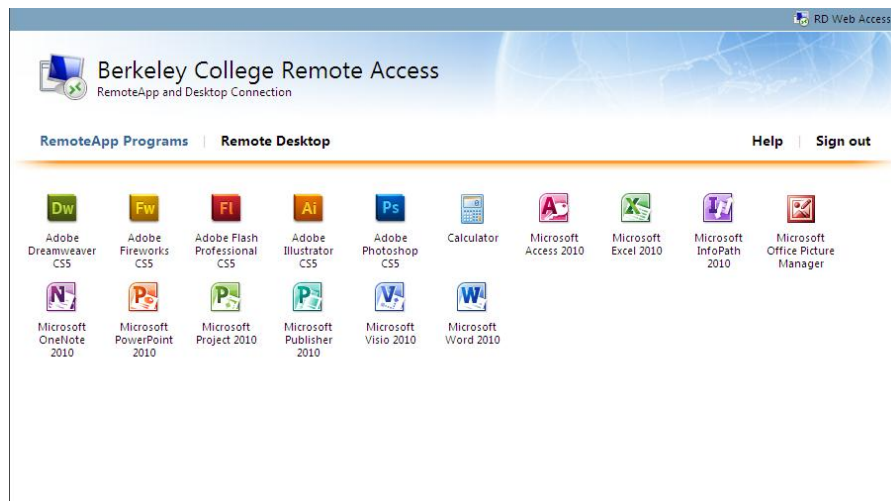 RD Web Access
Berkeley College Remote Access
RemoteApp and Desktop Connection
RemoteApp Programs | Remote Desktop
Help | Sign out
Dw
Adobe
Dreamweaver
CS5
Fw
Adobe
Fireworks
CS5
Fl
Adobe Flash
Professional
CS5
Ai
Adobe
Illustrator
CS5
Ps
Adobe
Photoshop
CS5
Calculator
A
Microsoft
Access 2010
X
Microsoft
Excel 2010
I
Microsoft
InfoPath
2010
Microsoft
Office Picture
Manager
N
Microsoft
OneNote
2010
P
Microsoft
PowerPoint
2010
P
Microsoft
Project 2010
P
Microsoft
Publisher
2010
V
Microsoft
Visio 2010
W
Microsoft
Word 2010